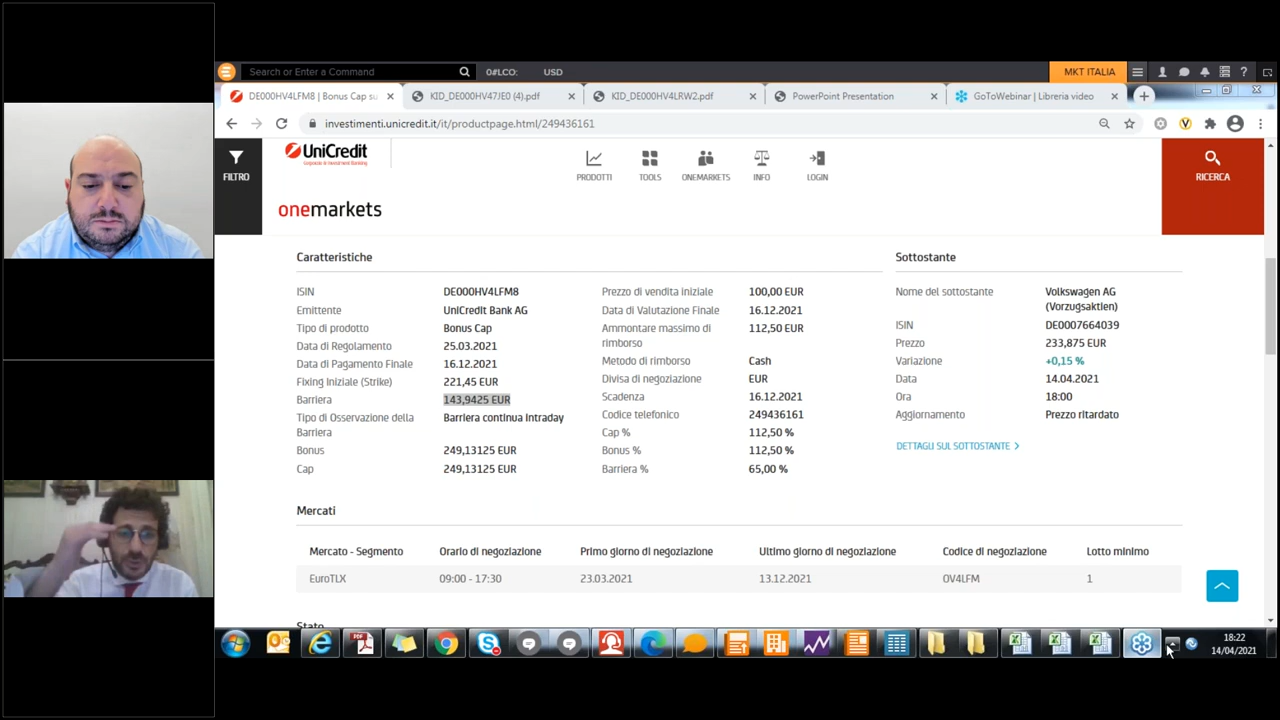 Search or Enter a Command
0#LCO:
USD
MKT ITALIA
DE000HV4LFM8 | Bonus Cap su
KID_DE000HV47JE0 (4).pdf
KID_DE000HV4LRW2.pdf
PowerPoint Presentation
GoToWebinar | Libreria video
investimenti.unicredit.it/it/productpage.html/249436161
FILTRO
UniCredit
PRODOTTI
TOOLS
ONEMARKETS
INFO
LOGIN
RICERCA
onemarkets
Caratteristiche
ISIN DE000HV4LFM8
Emittente UniCredit Bank AG
Tipo di prodotto Bonus Cap
Data di Regolamento 25.03.2021
Data di Pagamento Finale 16.12.2021
Fixing Iniziale (Strike) 221,45 EUR
Barriera 143,9425 EUR
Tipo di Osservazione della Barriera continua Intraday
Barriera
Bonus 249,13125 EUR
Cap 249,13125 EUR
Prezzo di vendita iniziale 100,00 EUR
Data di Valutazione Finale 16.12.2021
Ammontare massimo di 112,50 EUR
rimborso
Metodo di rimborso Cash
Divisa di negoziazione EUR
Scadenza 16.12.2021
Codice telefonico 249436161
Cap % 112,50 %
Bonus % 112,50 %
Barriera % 65,00 %
Sottostante
Nome del sottostante Volkswagen AG
(Vorzugsaktien)
ISIN DE0007664039
Prezzo 233,875 EUR
Variazione +0,15 %
Data 14.04.2021
Ora 18:00
Aggiornamento Prezzo ritardato
DETTAGLI SUL SOTTOSTANTE
Mercati
Mercato - Segmento Orario di negoziazione Primo giorno di negoziazione Ultimo giorno di negoziazione Codice di negoziazione Lotto minimo
EuroTLX 09:00 - 17:30 23.03.2021 13.12.2021 OV4LFM 1
Stato
18:22
14/04/2021